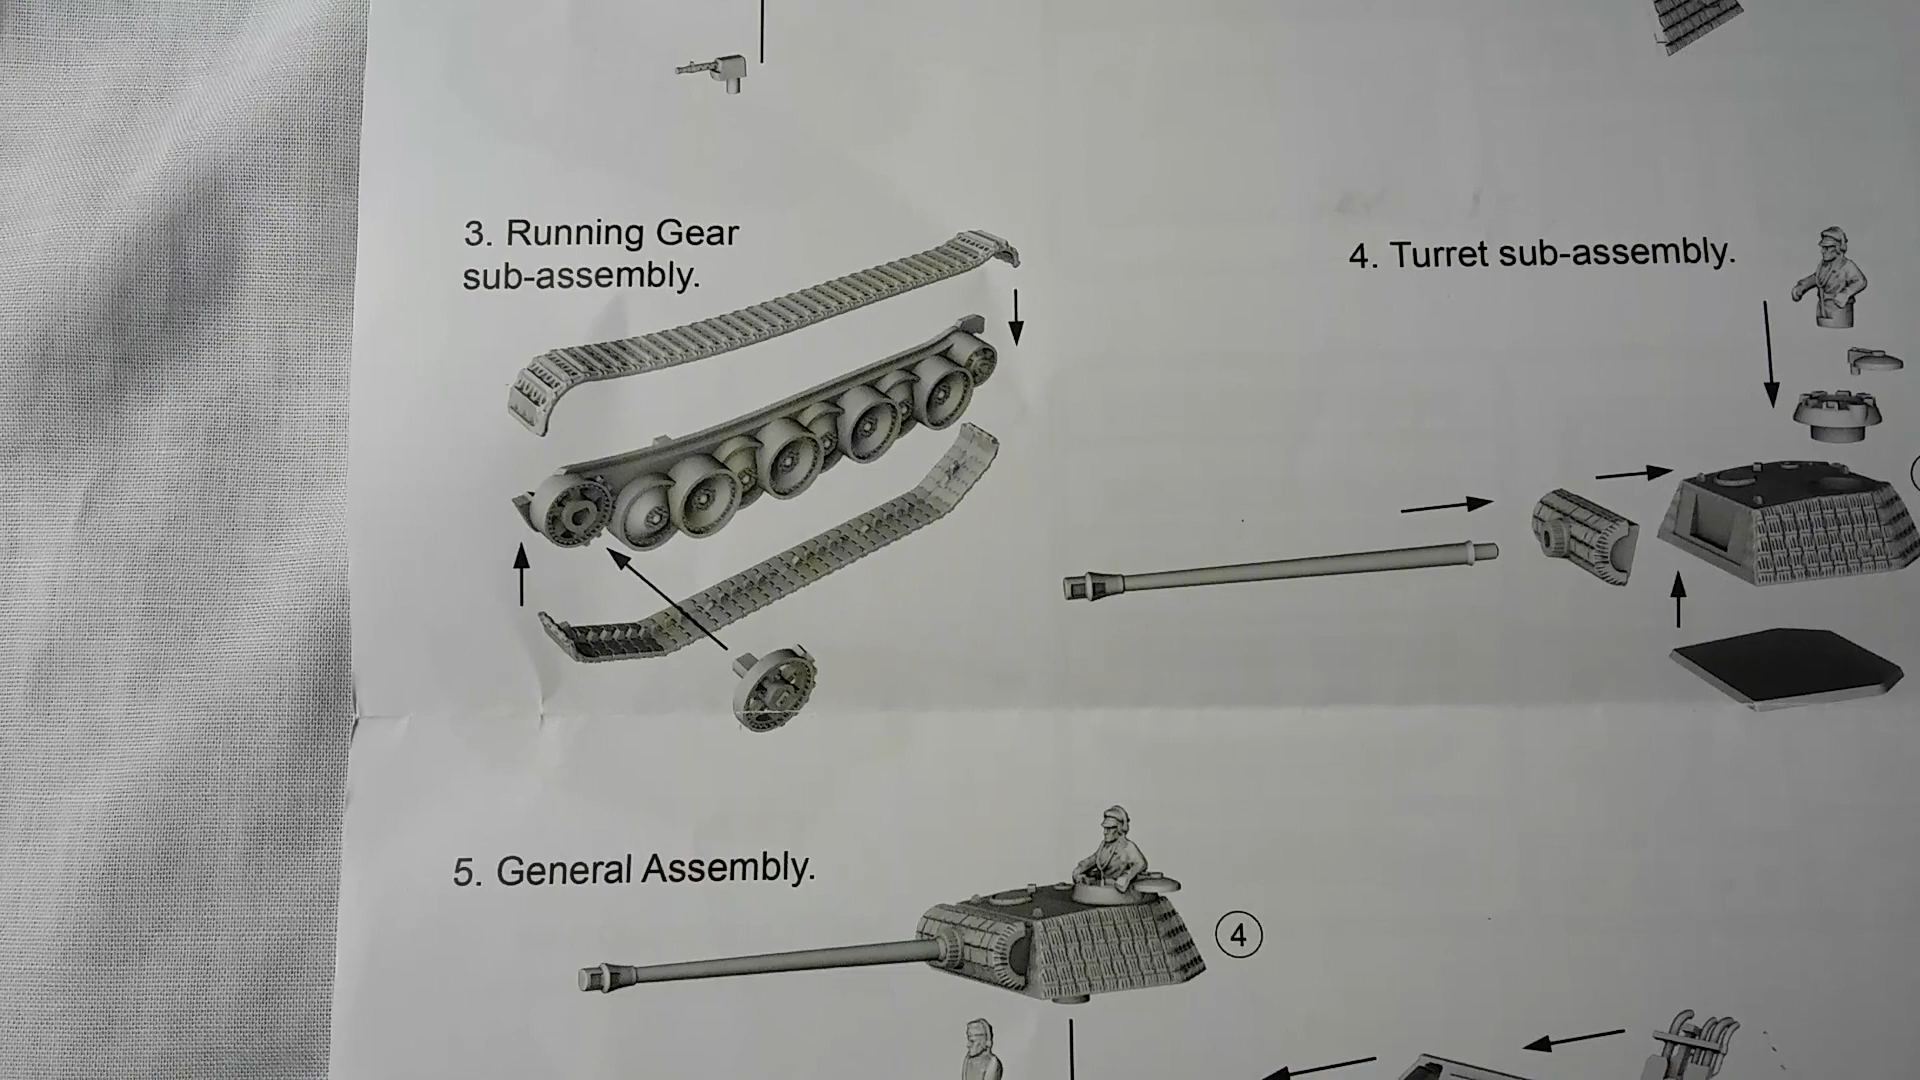 3. Running Gear
sub-assembly.
4. Turret sub-assembly.
5. General Assembly.
4